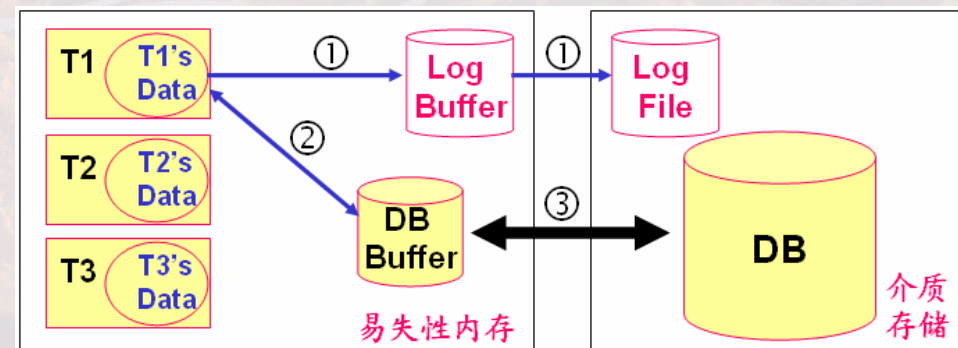 T1
T1's
Data
①
Log
Buffer
①
Log
File
②
T2
T2's
Data
DB
Buffer
③
DB
T3
T3's
Data
易失性内存
介质
存储